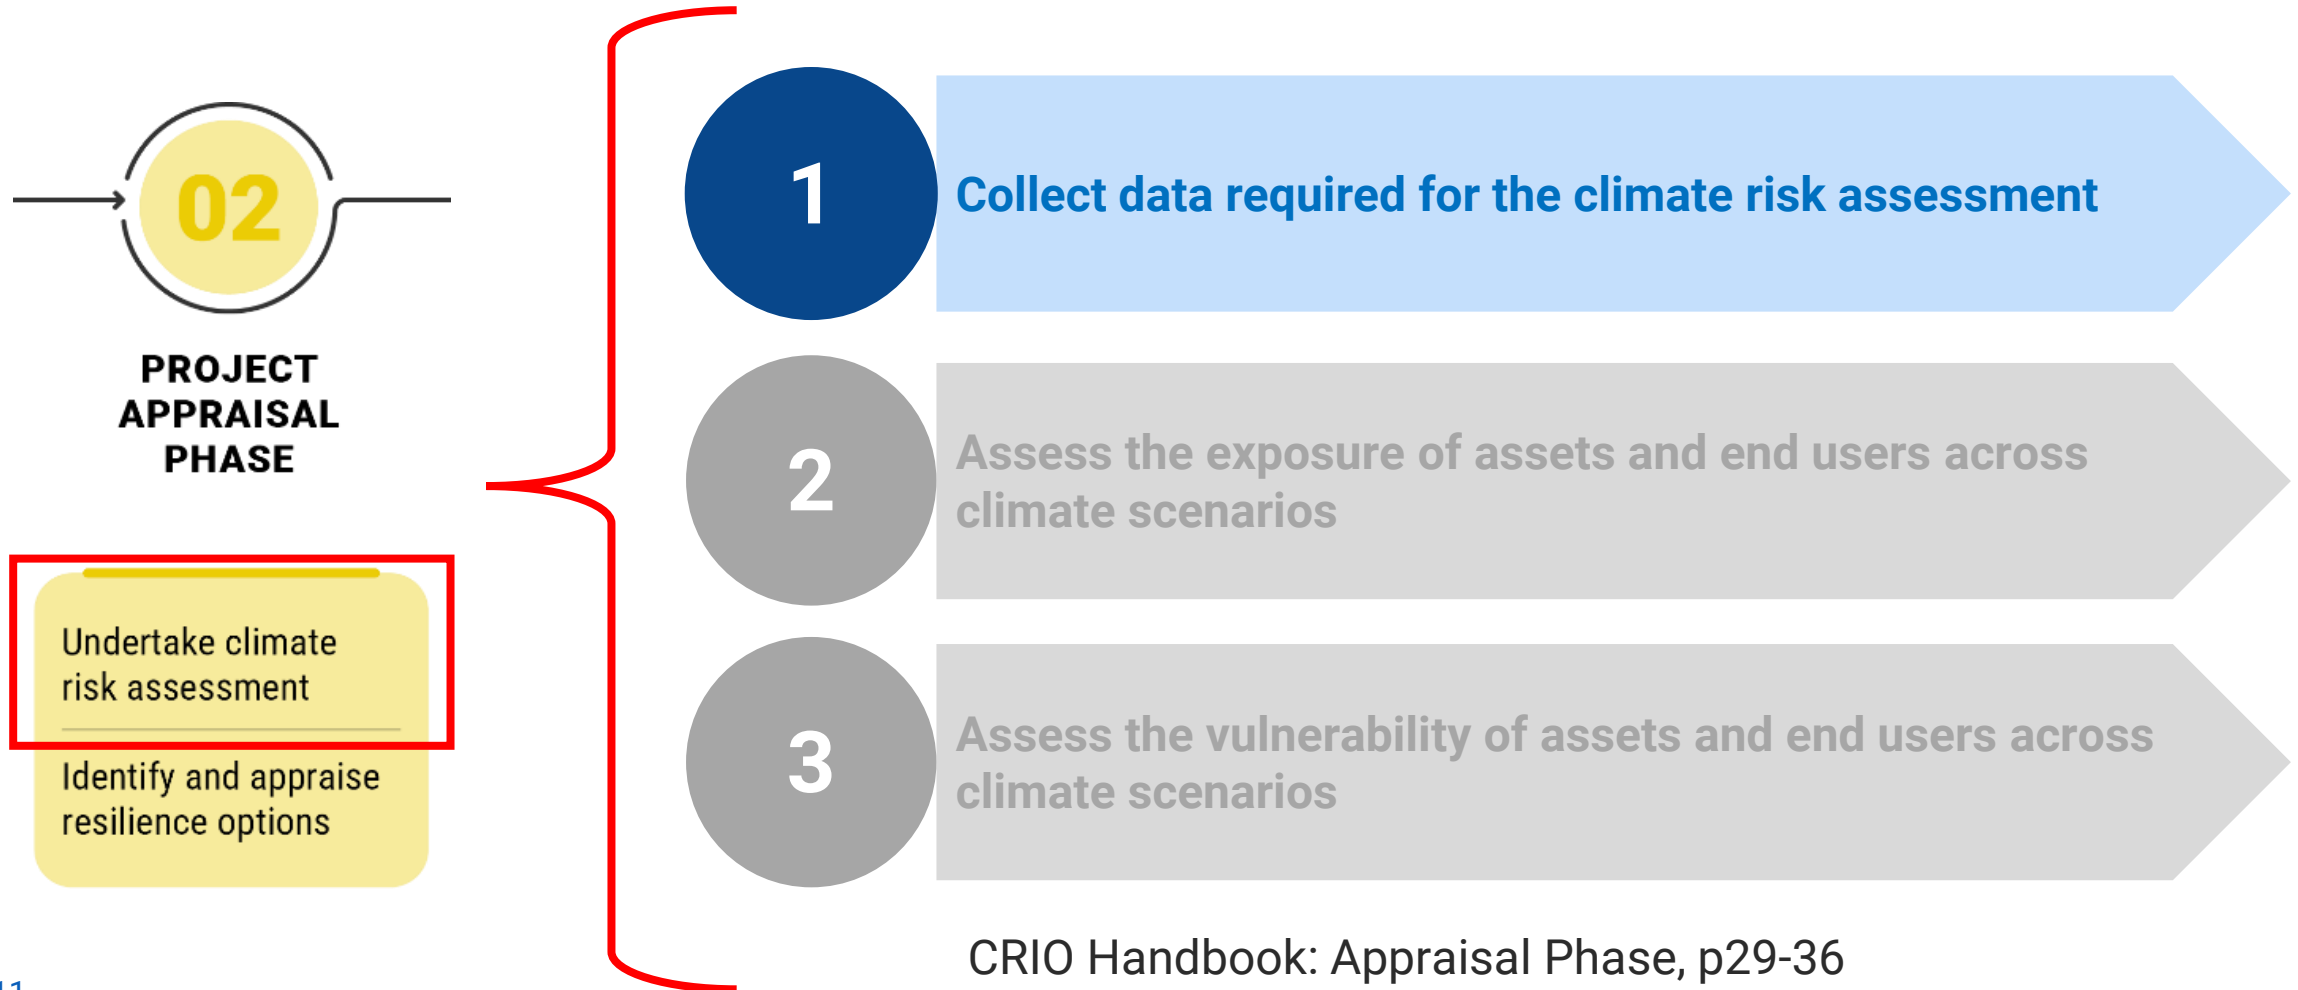 02
PROJECT
APPRAISAL
PHASE
Undertake climate
risk assessment
Identify and appraise
resilience options
1
Collect data required for the climate risk assessment
2
Assess the exposure of assets and end users across
climate scenarios
3
Assess the vulnerability of assets and end users across
climate scenarios
CRIO Handbook: Appraisal Phase, p29-36